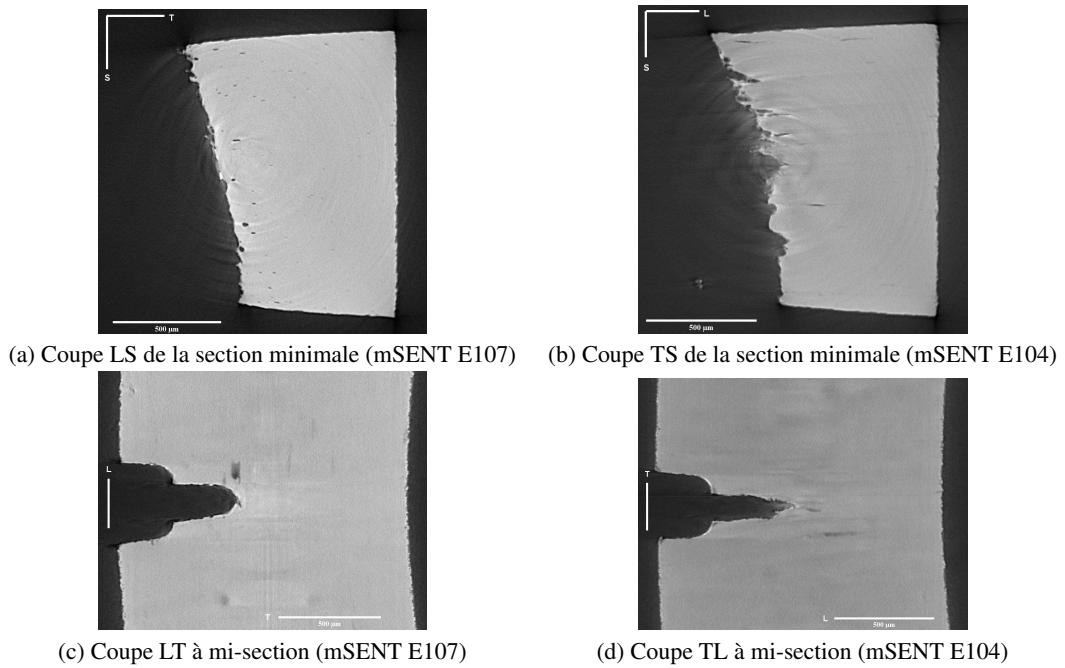 T
S
500 μm
L
S
500 μm
(a) Coupe LS de la section minimale (mSENT E107)
(b) Coupe TS de la section minimale (mSENT E104)
L
T
500 μm
T
L
500 μm
(c) Coupe LT à mi-section (mSENT E107)
(d) Coupe TL à mi-section (mSENT E104)